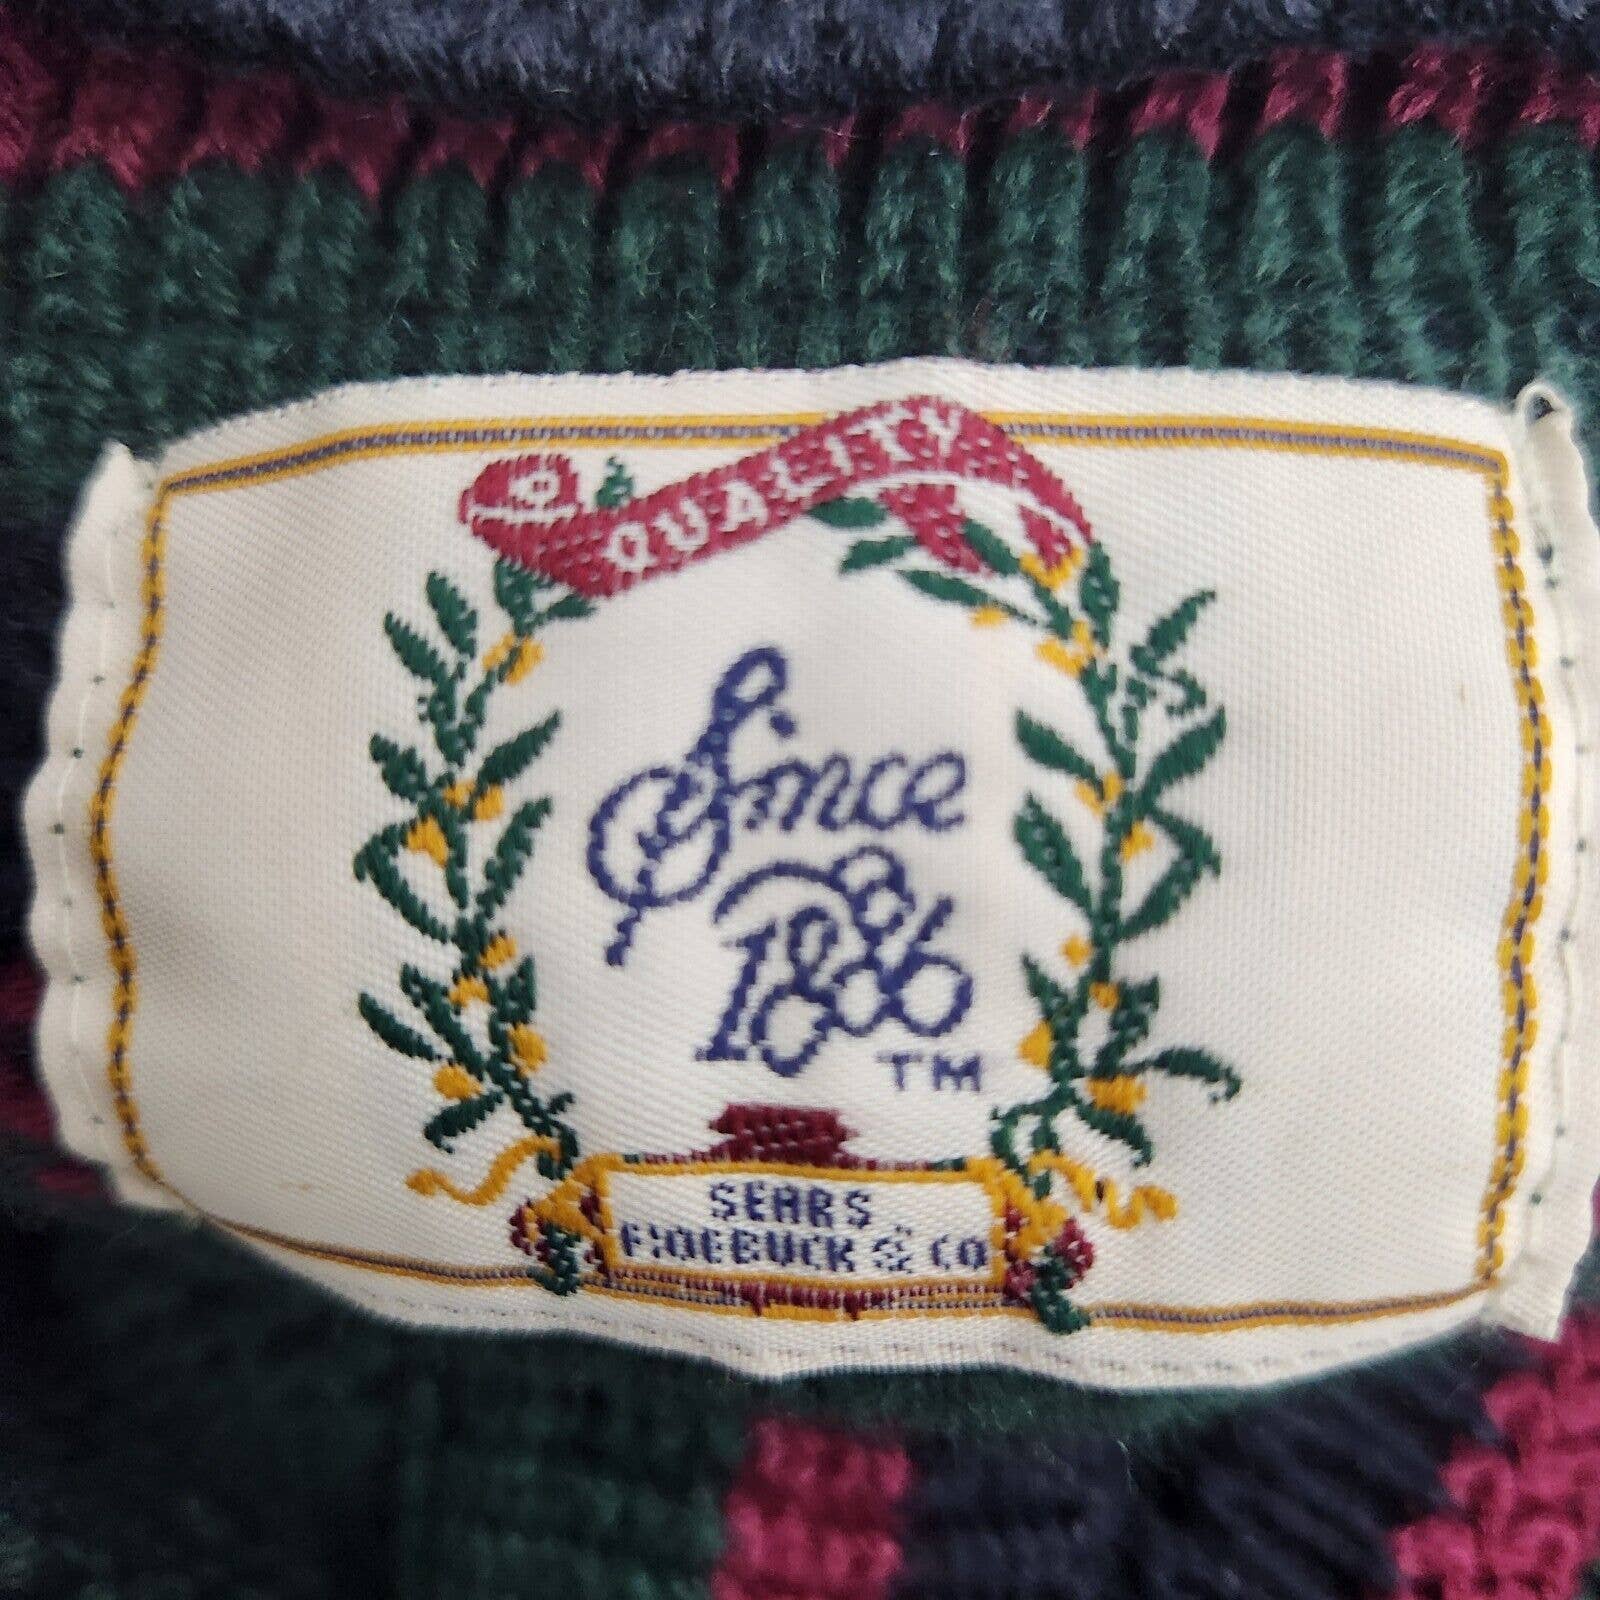 QUALITY
Since
1886
TM
SEARS
ROEBUCK & CO